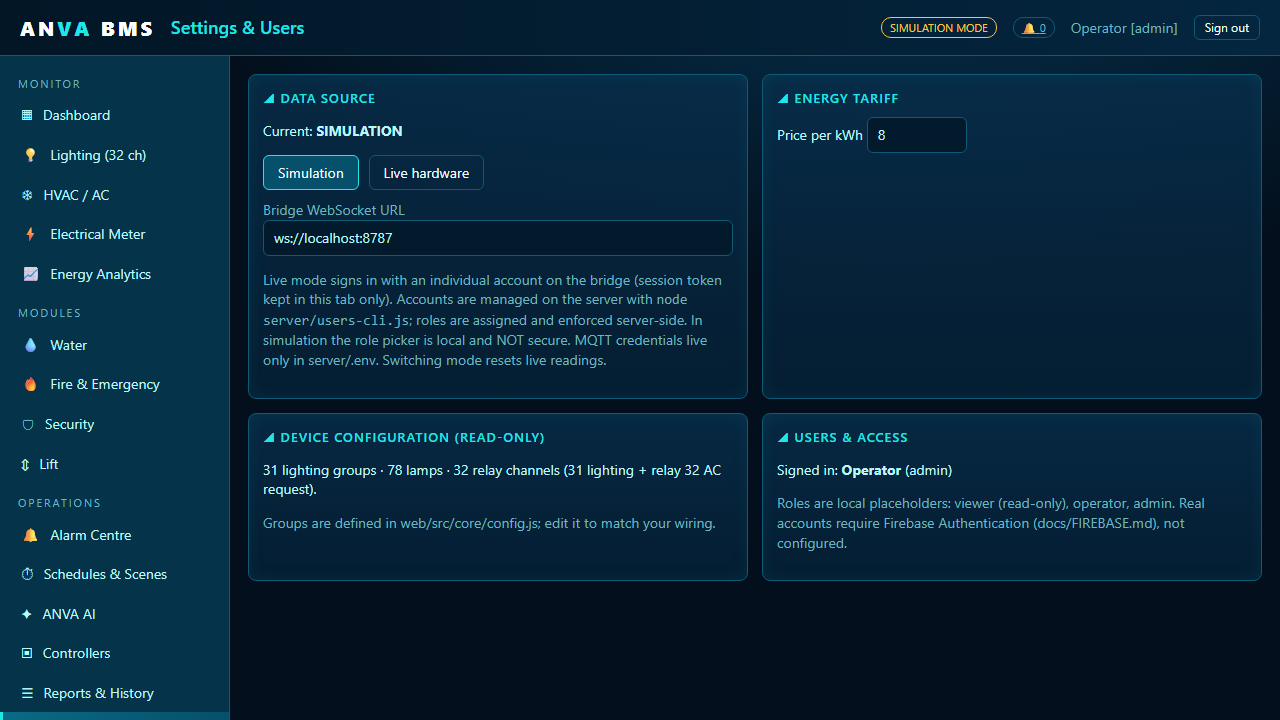 ANVA BMS Settings & Users
SIMULATION MODE
0
Operator [admin]
Sign out
MONITOR
Dashboard
Lighting (32 ch)
HVAC / AC
Electrical Meter
Energy Analytics
MODULES
Water
Fire & Emergency
Security
Lift
OPERATIONS
Alarm Centre
Schedules & Scenes
ANVA AI
Controllers
Reports & History
DATA SOURCE
Current: SIMULATION
Simulation
Live hardware
Bridge WebSocket URL
ws://localhost:8787
Live mode signs in with an individual account on the bridge (session token
kept in this tab only). Accounts are managed on the server with node
server/users-cli.js; roles are assigned and enforced server-side. In
simulation the role picker is local and NOT secure. MQTT credentials live
only in server/.env. Switching mode resets live readings.
ENERGY TARIFF
Price per kWh 8
DEVICE CONFIGURATION (READ-ONLY)
31 lighting groups · 78 lamps · 32 relay channels (31 lighting + relay 32 AC
request).
Groups are defined in web/src/core/config.js; edit it to match your wiring.
USERS & ACCESS
Signed in: Operator (admin)
Roles are local placeholders: viewer (read-only), operator, admin. Real
accounts require Firebase Authentication (docs/FIREBASE.md), not
configured.